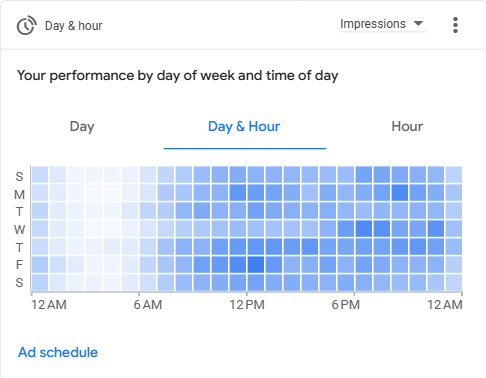 Day & hour
Impressions
Your performance by day of week and time of day
Day
Day & Hour
Hour
S
M
T
W
T
F
S
12 AM
6 AM
12 PM
6 PM
12 AM
Ad schedule